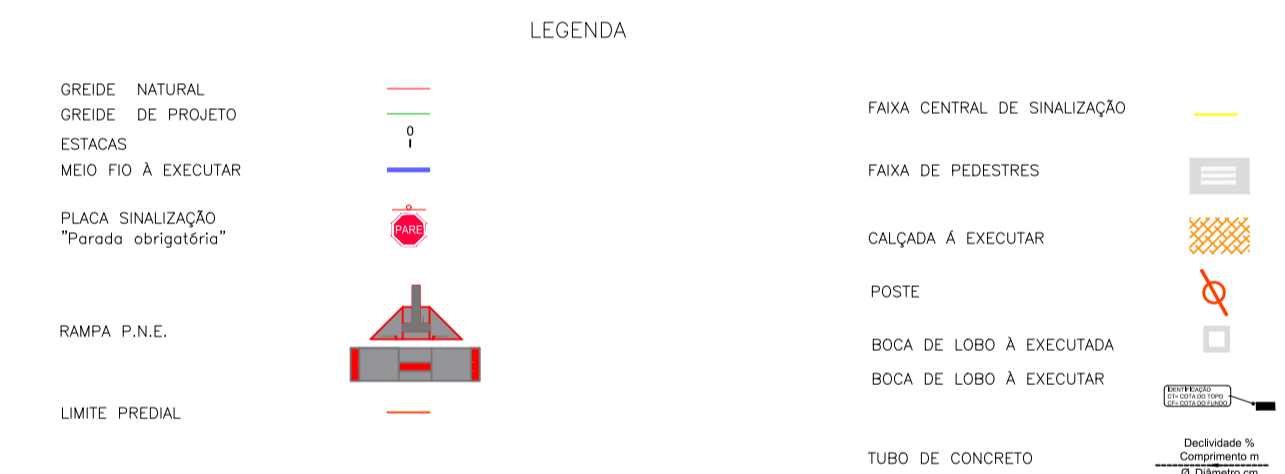 LEGENDA
GREIDE NATURAL
GREIDE DE PROJETO
ESTACAS
0
MEIO FIO À EXECUTAR
PLACA SINALIZAÇÃO
"Parada obrigatória"
PARE
RAMPA P.N.E.
LIMITE PREDIAL
FAIXA CENTRAL DE SINALIZAÇÃO
FAIXA DE PEDESTRES
CALÇADA Á EXECUTAR
POSTE
BOCA DE LOBO À EXECUTADA
BOCA DE LOBO À EXECUTAR
IDENTIFICAÇÃO
CT= COTA DO TOPO
CF= COTA DO FUNDO
TUBO DE CONCRETO
Declividade %
Comprimento m
Ø Diâmetro cm